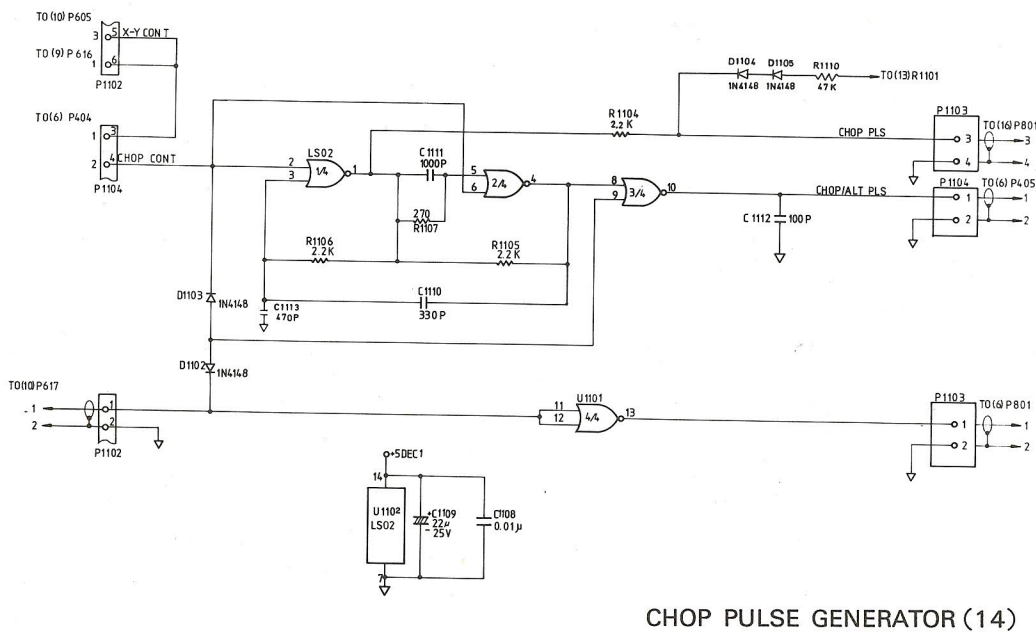 TO (10) P605
3 5 X-Y CONT
TO (9) P616
1 6
P1102
TO(6) P404
1 3
2 4 CHOP CONT
P1104
LS02
2
3
1/4
1
C1111
1000P
270
R1107
R1106
2.2K
R1105
2.2K
C1110
330P
C1113
470P
5
6
2/4
4
8
9
3/4
10
R1104
2.2K
D1104
1N4148
D1105
1N4148
R1110
47K
TO(13)R1101
CHOP PLS
P1103
3
4
TO(16)P801
3
4
CHOP/ALT PLS
C1112
100P
P1104
1
2
TO(6)P405
1
2
D1103
1N4148
D1102
1N4148
TO(10)P617
1 1
2 2
P1102
U1101
11
12
4/4
13
P1103
1
2
TO(6)P801
1
2
+5DEC1
14
U1102
LS02
7
+C1109
22µ
-25V
C1108
0.01µ
CHOP PULSE GENERATOR (14)